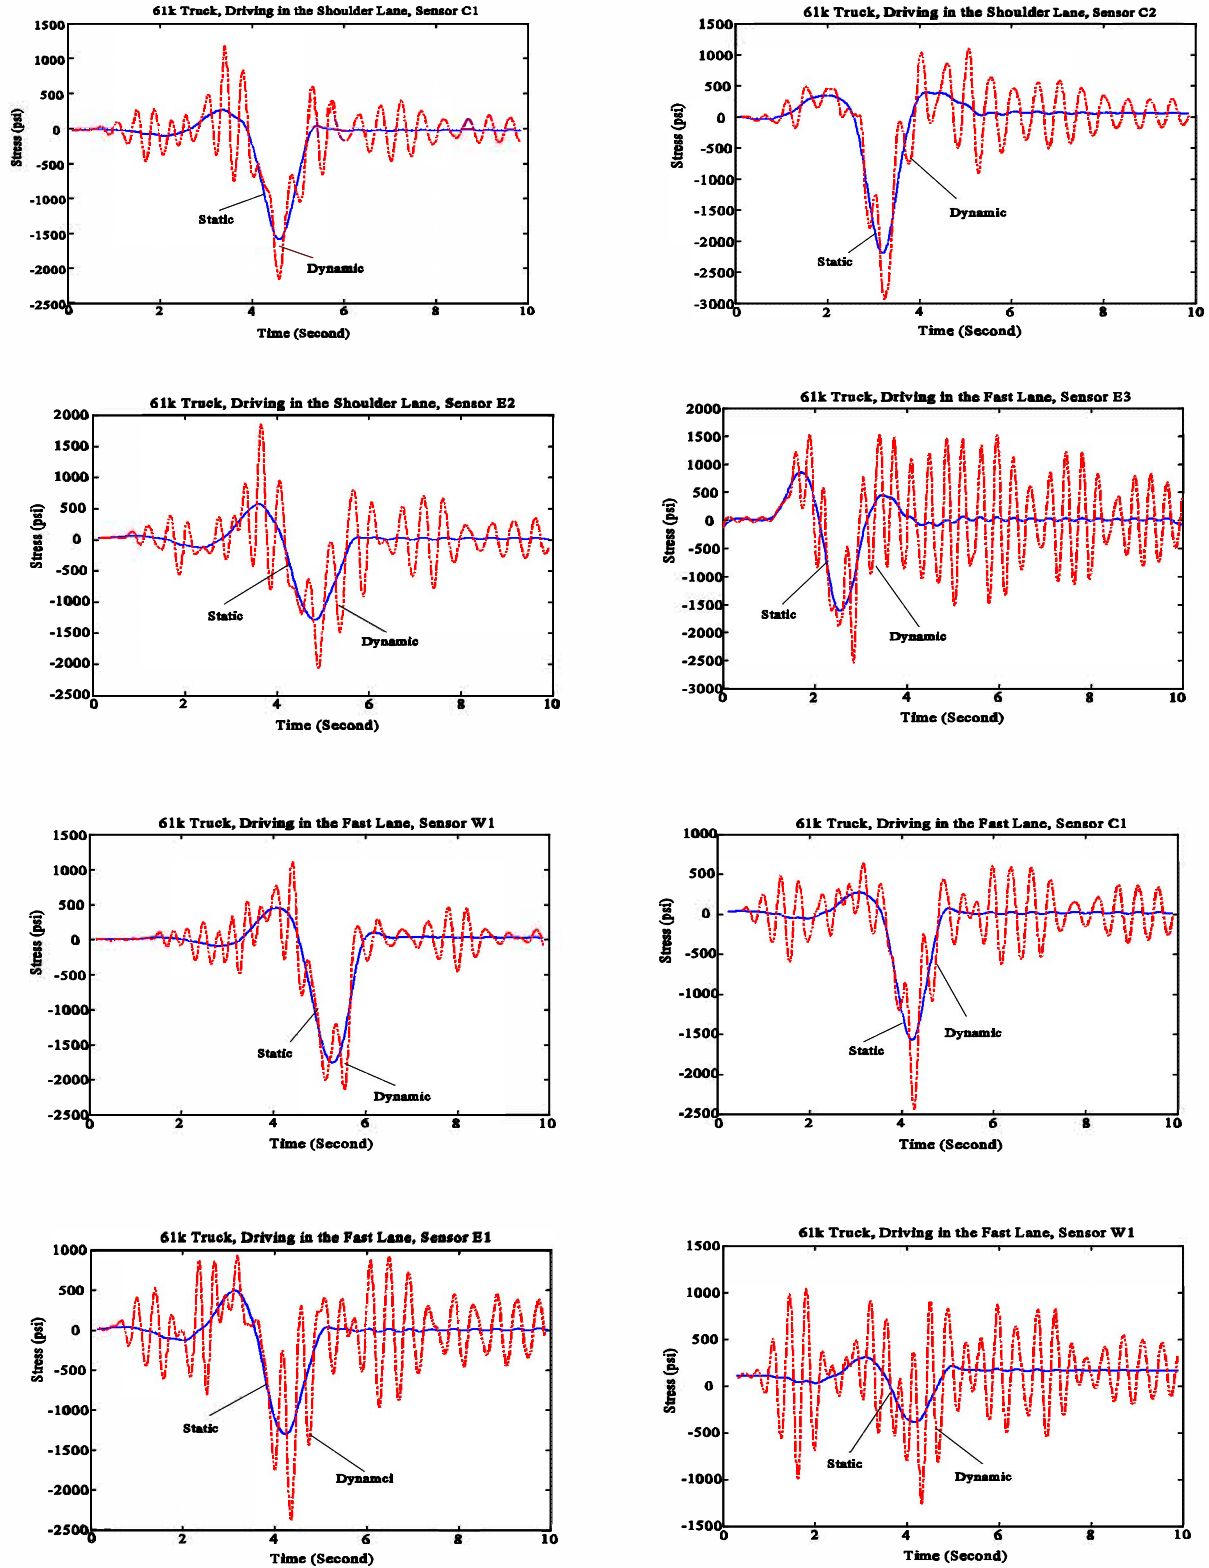 61k Truck, Driving in the Shoulder Lane, Sensor C1
1500
1000
500
0
-500
-1000
-1500
-2000
-2500
Stress (psi)
Static
Dynamic
0 2 4 6 8 10
Time (Second)
61k Truck, Driving in the Shoulder Lane, Sensor C2
1500
1000
500
0
-500
-1000
-1500
-2000
-2500
-3000
Stress (psi)
Dynamic
Static
0 2 4 6 8 10
Time (Second)
61k Truck, Driving in the Shoulder Lane, Sensor E2
2000
1500
1000
500
0
-500
-1000
-1500
-2000
-2500
Stress (psi)
Static
Dynamic
0 2 4 6 8 10
Time (Second)
61k Truck, Driving in the Fast Lane, Sensor E3
2000
1500
1000
500
0
-500
-1000
-1500
-2000
-2500
-3000
Stress (psi)
Static
Dynamic
0 2 4 6 8 10
Time (Second)
61k Truck, Driving in the Fast Lane, Sensor W1
1500
1000
500
0
-500
-1000
-1500
-2000
-2500
Stress (psi)
Static
Dynamic
0 2 4 6 8 10
Time (Second)
61k Truck, Driving in the Fast Lane, Sensor C1
1000
500
0
-500
-1000
-1500
-2000
-2500
Stress (psi)
Dynamic
Static
0 2 4 6 8 10
Time (Second)
61k Truck, Driving in the Fast Lane, Sensor E1
1000
500
0
-500
-1000
-1500
-2000
-2500
Stress (psi)
Static
Dynamci
0 2 4 6 8 10
Time (Second)
61k Truck, Driving in the Fast Lane, Sensor W1
1500
1000
500
0
-500
-1000
-1500
Stress (psi)
Static
Dynamic
0 2 4 6 8 10
Time (Second)